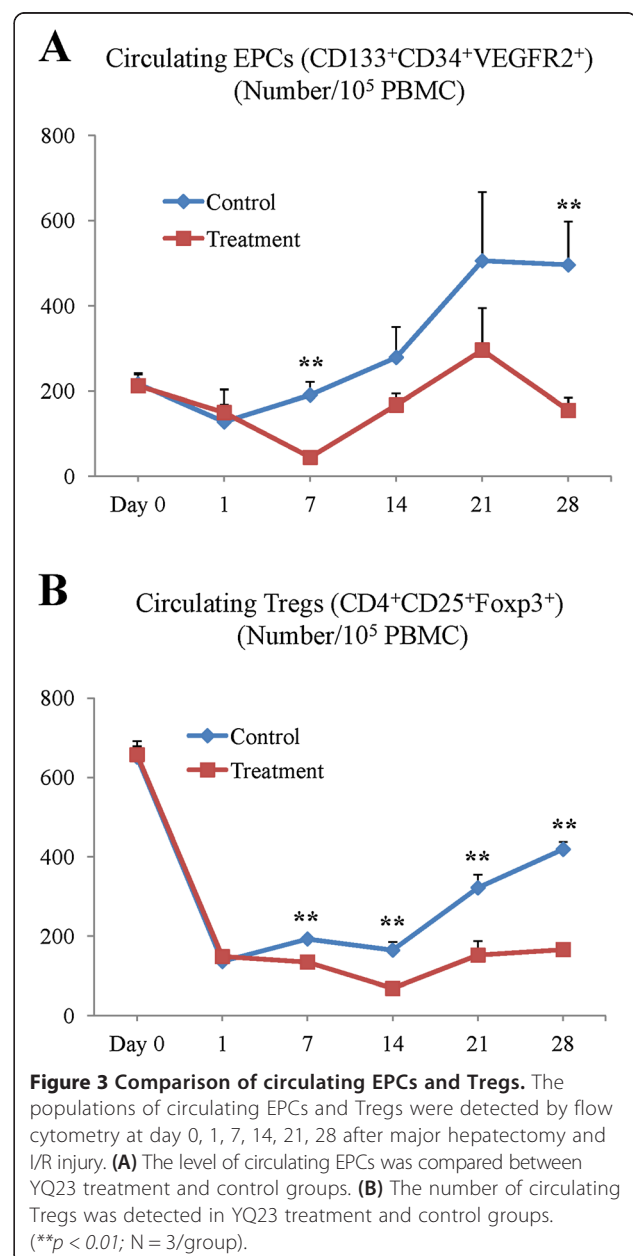 A
Circulating EPCs (CD133⁺CD34⁺VEGFR2⁺)
(Number/10⁵ PBMC)
800
600
400
200
0
Control
Treatment
**
**
Day 0 1 7 14 21 28
B
Circulating Tregs (CD4⁺CD25⁺Foxp3⁺)
(Number/10⁵ PBMC)
800
600
400
200
0
Control
Treatment
**
**
**
**
Day 0 1 7 14 21 28
Figure 3 Comparison of circulating EPCs and Tregs. The
populations of circulating EPCs and Tregs were detected by flow
cytometry at day 0, 1, 7, 14, 21, 28 after major hepatectomy and
I/R injury. (A) The level of circulating EPCs was compared between
YQ23 treatment and control groups. (B) The number of circulating
Tregs was detected in YQ23 treatment and control groups.
(**p < 0.01; N = 3/group).